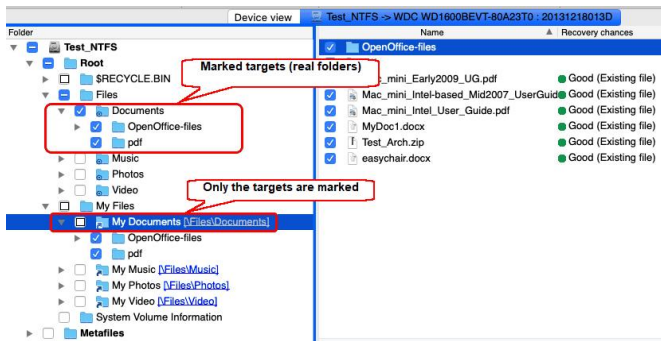 Device view
Test_NTFS -> WDC WD1600BEVT-80A23T0 : 20131218013D
Folder
Name
Recovery chances
Test_NTFS
Root
$RECYCLE.BIN
Files
Documents
OpenOffice-files
pdf
Music
Photos
Video
My Files
My Documents [\Files\Documents]
OpenOffice-files
pdf
My Music [\Files\Music]
My Photos [\Files\Photos]
My Video [\Files\Video]
System Volume Information
Metafiles
Marked targets (real folders)
Only the targets are marked
OpenOffice-files
c_mini_Early2009_UG.pdf Good (Existing file)
Mac_mini_Intel-based_Mid2007_UserGuid Good (Existing file)
Mac_mini_Intel_User_Guide.pdf Good (Existing file)
MyDoc1.docx Good (Existing file)
Test_Arch.zip Good (Existing file)
easychair.docx Good (Existing file)